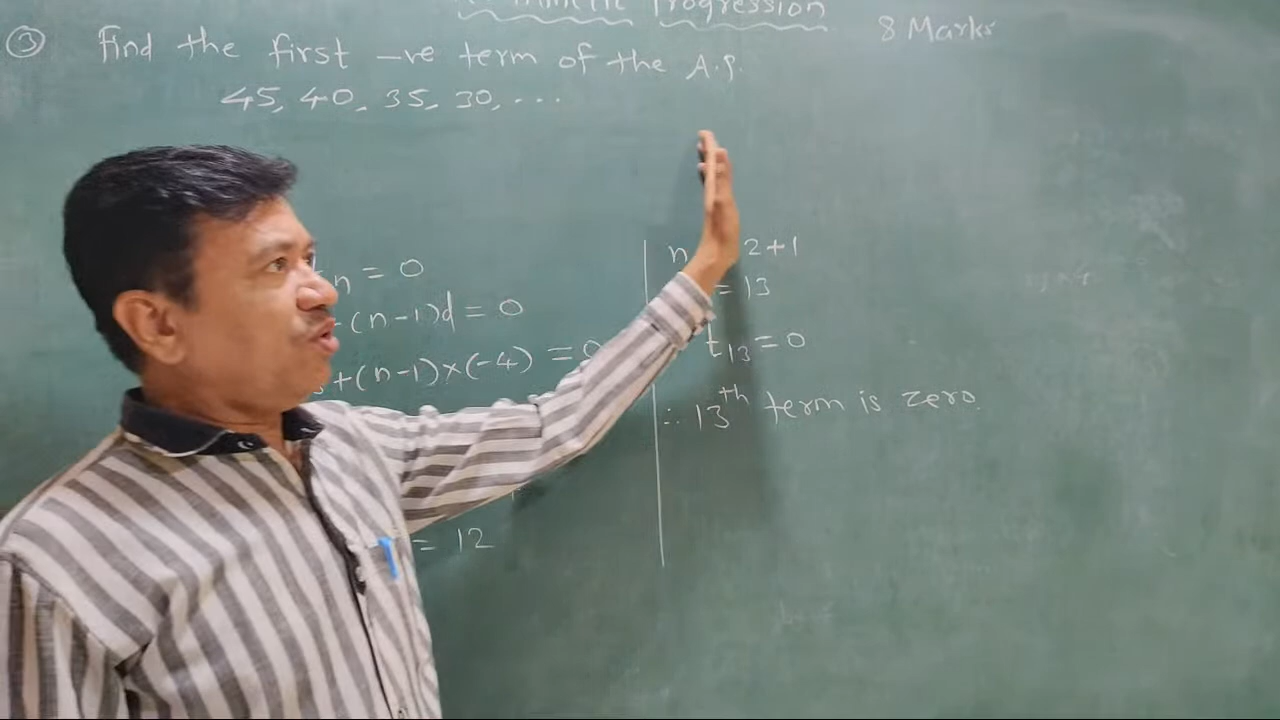 Progression
8 Marks
③ Find the first -ve term of the A.P.
45, 40, 35, 30, ...
n = 0
+(n-1)d = 0
+(n-1)×(-4) = 0
= 12
n 2+1
= 13
t₁₃ = 0
∴ 13th term is zero.